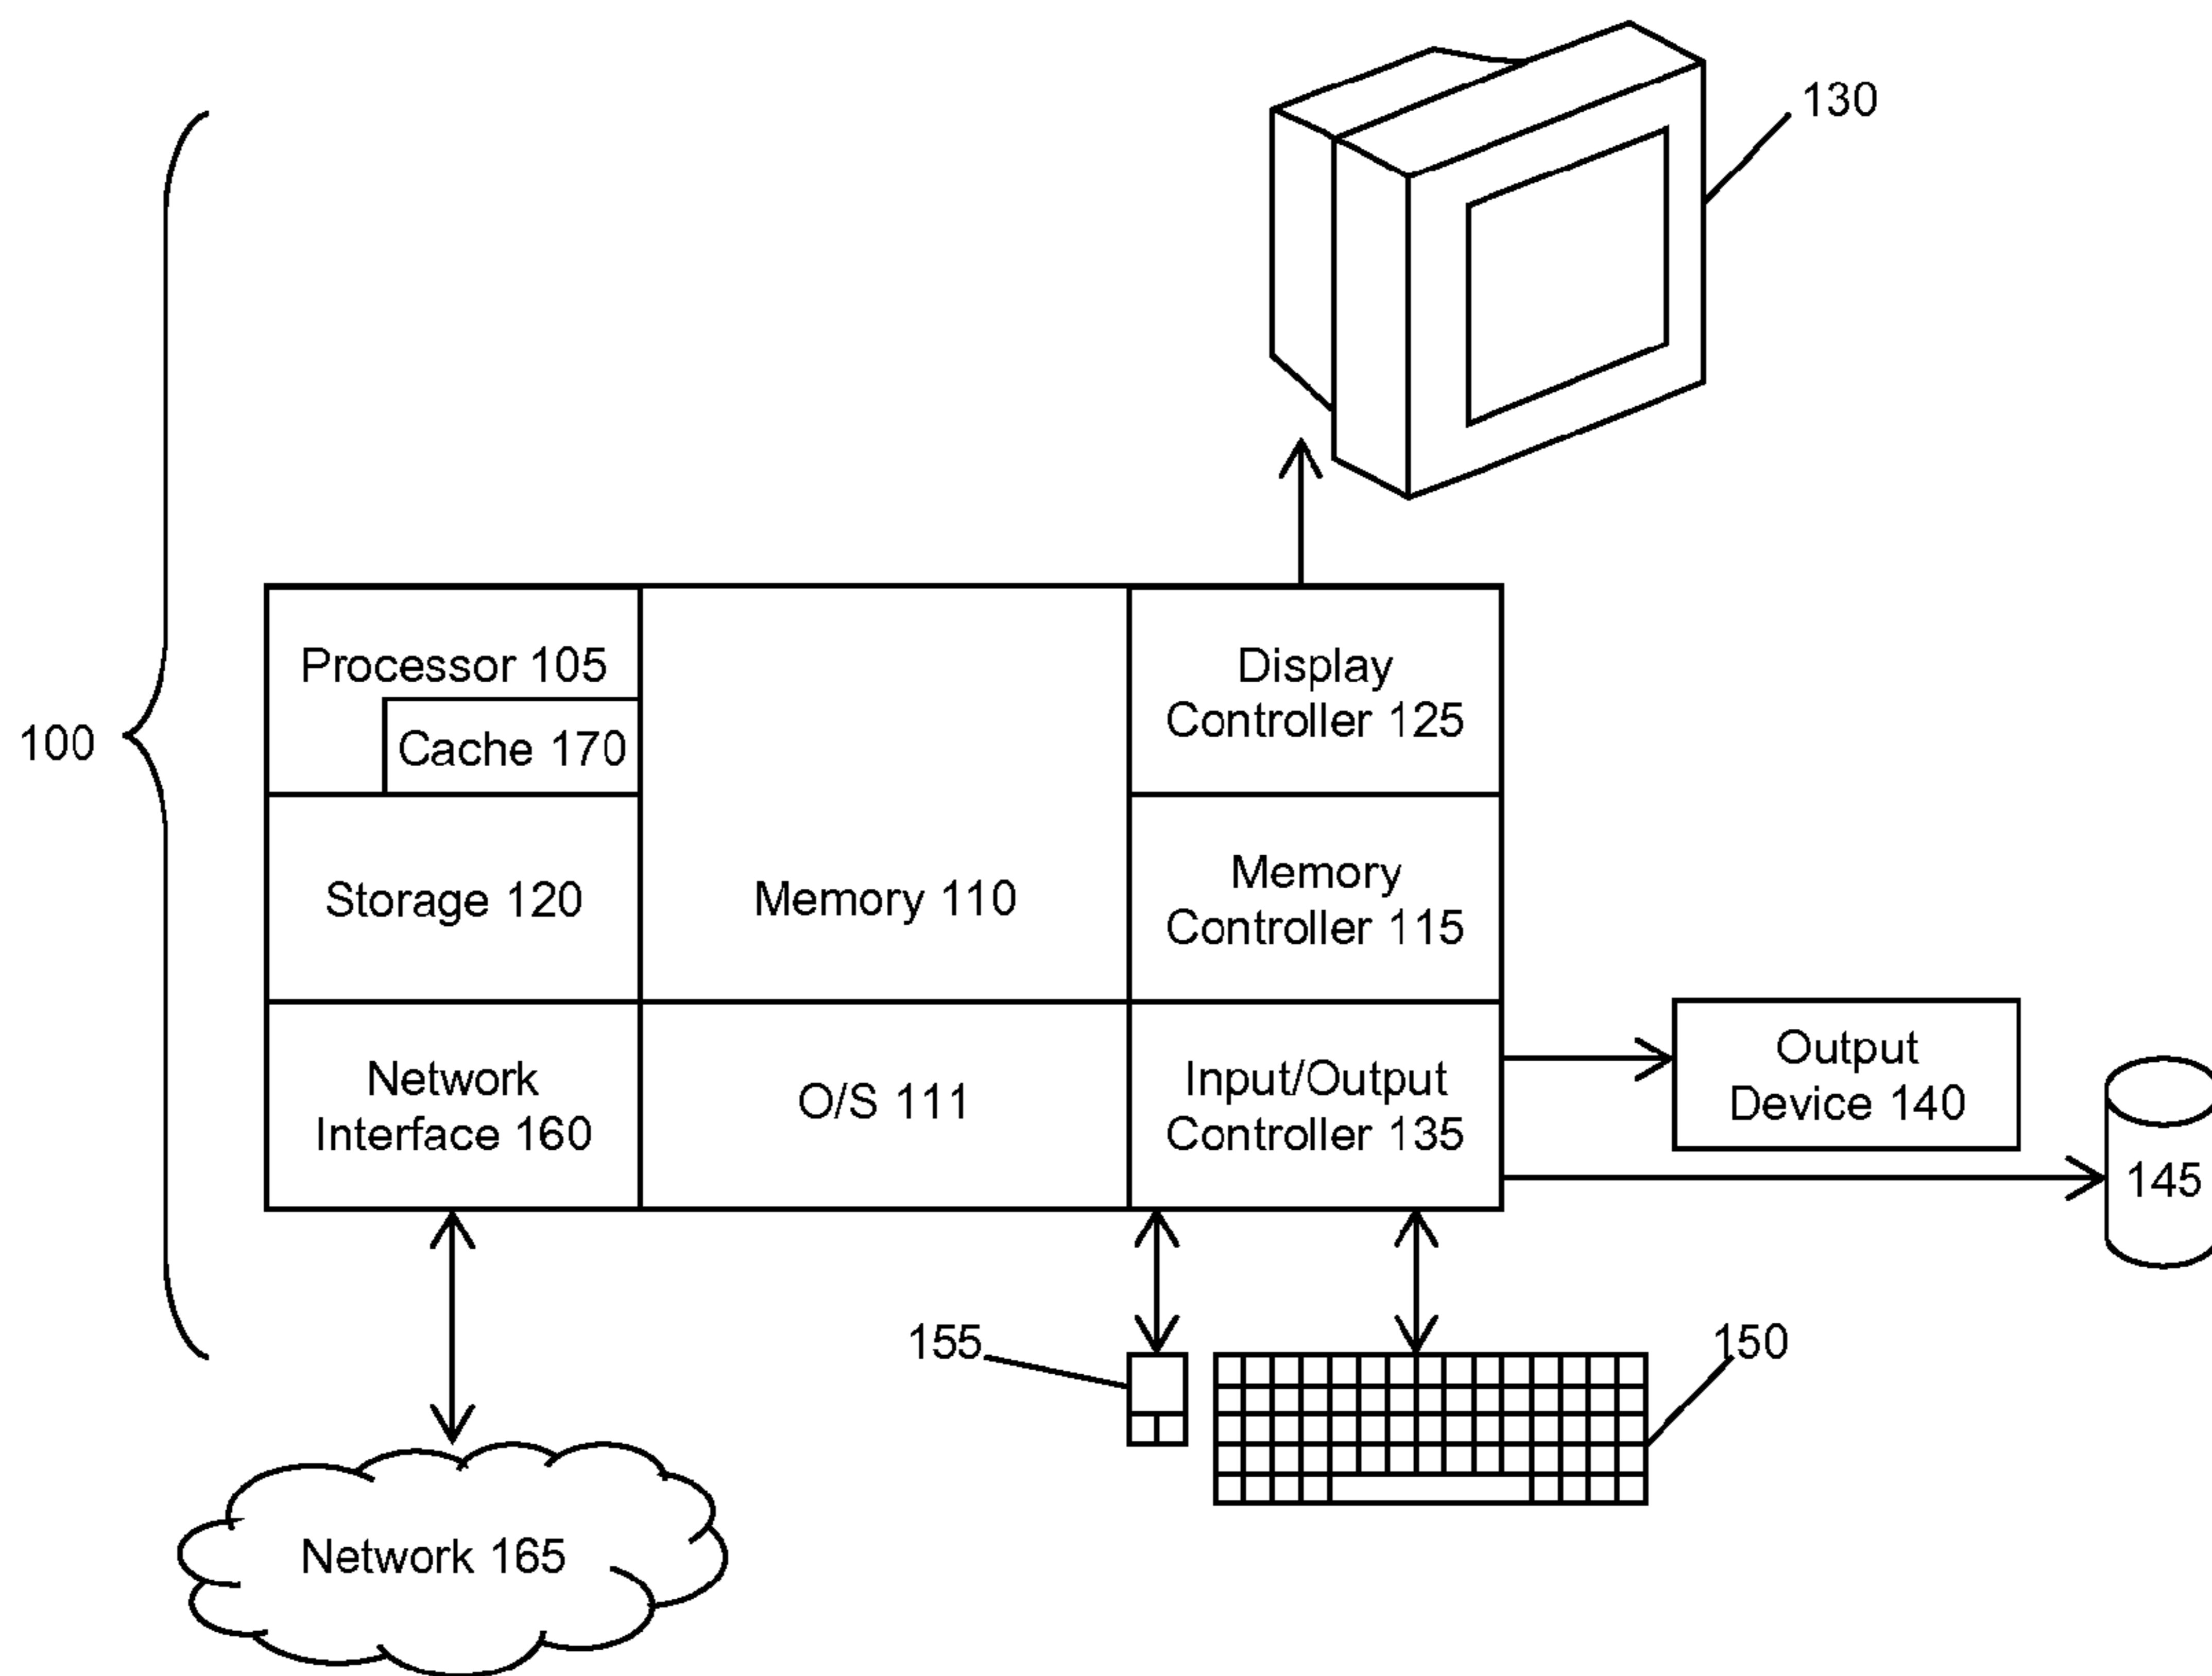 130
Processor 105
Cache 170
Display
Controller 125
100
Storage 120
Memory 110
Memory
Controller 115
Network
Interface 160
O/S 111
Input/Output
Controller 135
Output
Device 140
145
155
150
Network 165